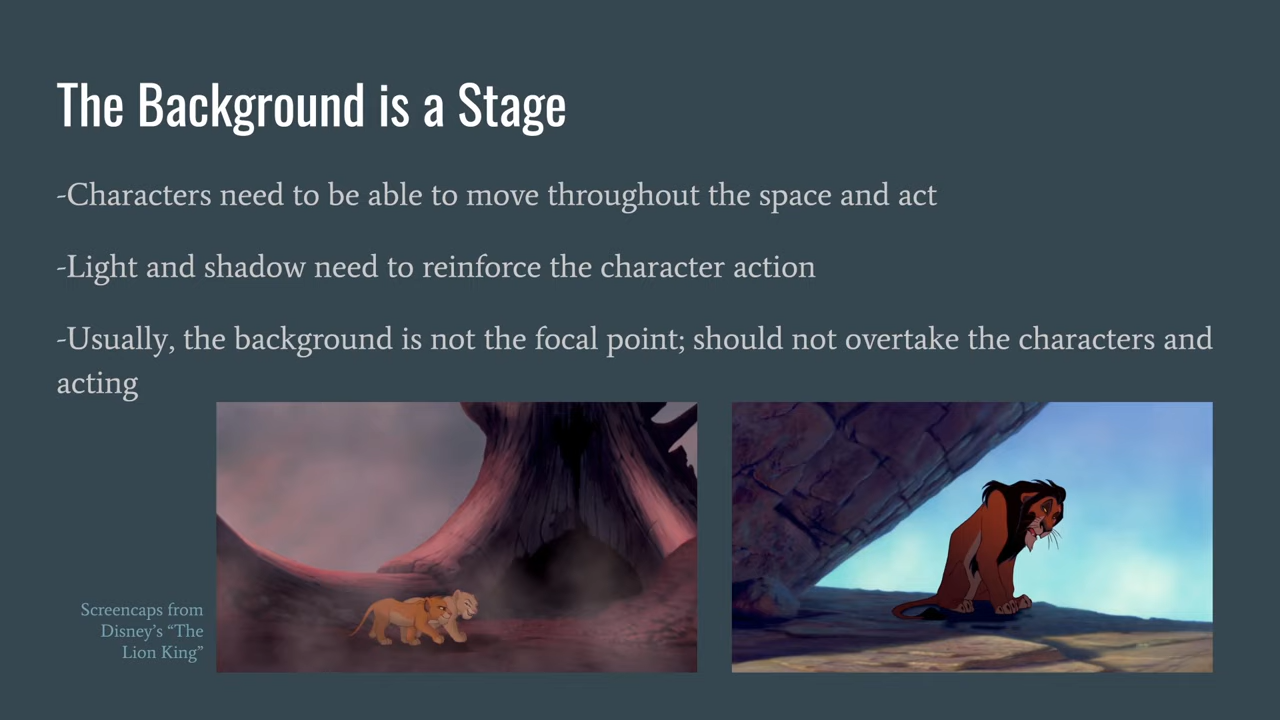 The Background is a Stage
-Characters need to be able to move throughout the space and act
-Light and shadow need to reinforce the character action
-Usually, the background is not the focal point; should not overtake the characters and
acting
Screencaps from
Disney’s “The
Lion King”